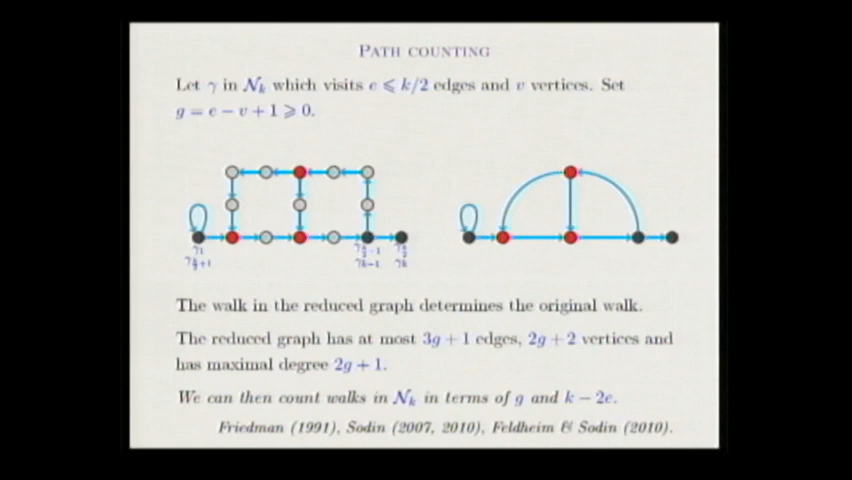 PATH COUNTING
Let γ in 𝒩ₖ which visits e ⩽ k/2 edges and v vertices. Set
g = e − v + 1 ⩾ 0.
The walk in the reduced graph determines the original walk.
The reduced graph has at most 3g + 1 edges, 2g + 2 vertices and
has maximal degree 2g + 1.
We can then count walks in 𝒩ₖ in terms of g and k − 2e.
Friedman (1991), Sodin (2007, 2010), Feldheim & Sodin (2010).